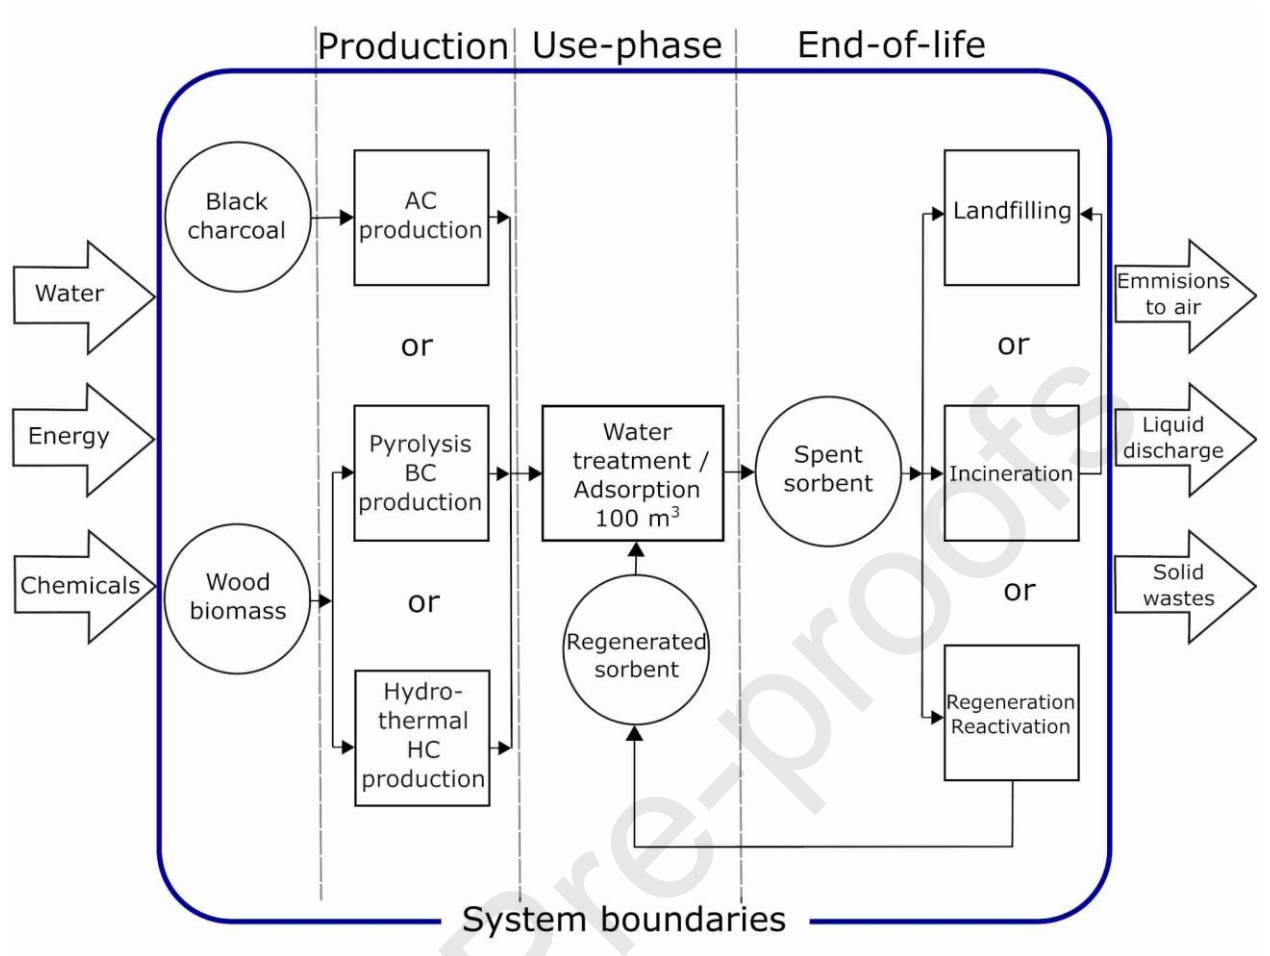 Production
Use-phase
End-of-life
Water
Energy
Chemicals
Black
charcoal
Wood
biomass
AC
production
or
Pyrolysis
BC
production
or
Hydro-
thermal
HC
production
Water
treatment /
Adsorption
100 m³
Regenerated
sorbent
Spent
sorbent
Landfilling
or
Incineration
or
Regeneration
Reactivation
Emmisions
to air
Liquid
discharge
Solid
wastes
System boundaries
Pre-proofs